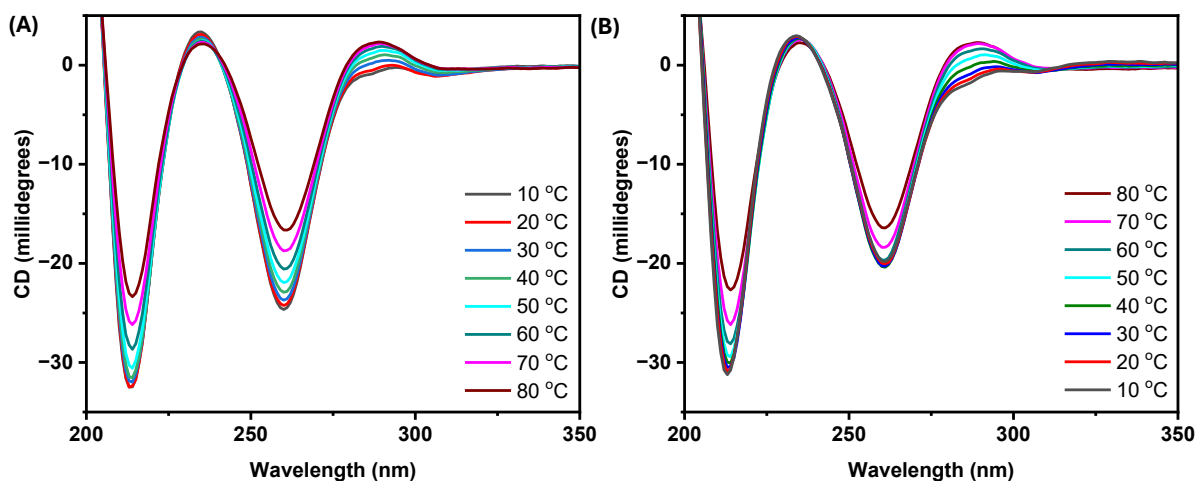 (A)
CD (millidegrees)
0
−10
−20
−30
10 °C
20 °C
30 °C
40 °C
50 °C
60 °C
70 °C
80 °C
200
250
300
350
Wavelength (nm)
(B)
CD (millidegrees)
0
−10
−20
−30
80 °C
70 °C
60 °C
50 °C
40 °C
30 °C
20 °C
10 °C
200
250
300
350
Wavelength (nm)